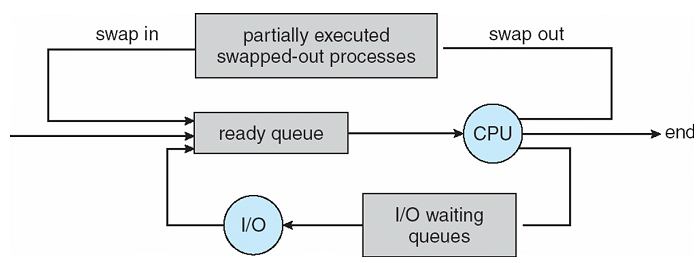 swap in
partially executed
swapped-out processes
swap out
ready queue
CPU
end
I/O
I/O waiting
queues